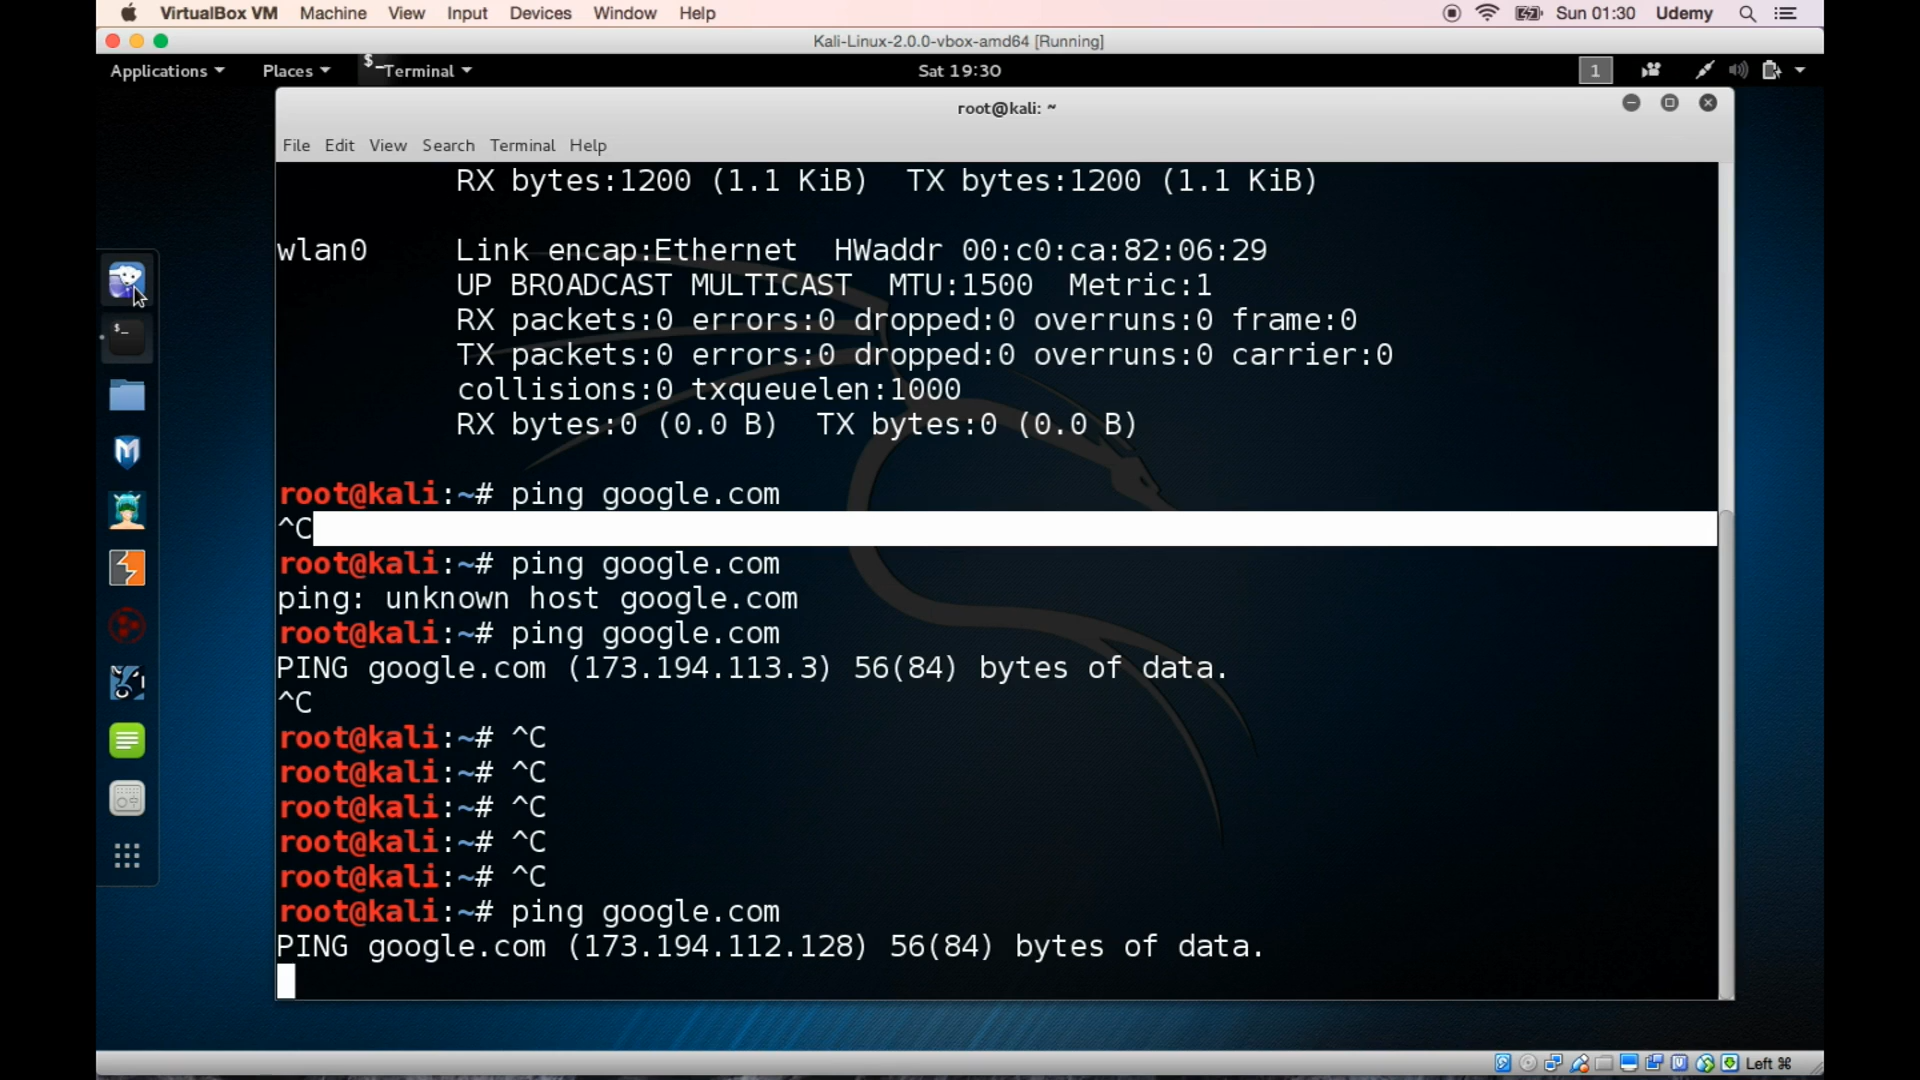 VirtualBox VM Machine View Input Devices Window Help Sun 01:30 Udemy
Kali-Linux-2.0.0-vbox-amd64 [Running]
Applications Places Terminal Sat 19:30 1
root@kali: ~
File Edit View Search Terminal Help
RX bytes:1200 (1.1 KiB) TX bytes:1200 (1.1 KiB)
wlan0 Link encap:Ethernet HWaddr 00:c0:ca:82:06:29
UP BROADCAST MULTICAST MTU:1500 Metric:1
RX packets:0 errors:0 dropped:0 overruns:0 frame:0
TX packets:0 errors:0 dropped:0 overruns:0 carrier:0
collisions:0 txqueuelen:1000
RX bytes:0 (0.0 B) TX bytes:0 (0.0 B)
root@kali:~# ping google.com
^C
root@kali:~# ping google.com
ping: unknown host google.com
root@kali:~# ping google.com
PING google.com (173.194.113.3) 56(84) bytes of data.
^C
root@kali:~# ^C
root@kali:~# ^C
root@kali:~# ^C
root@kali:~# ^C
root@kali:~# ^C
root@kali:~# ping google.com
PING google.com (173.194.112.128) 56(84) bytes of data.
Left ⌘